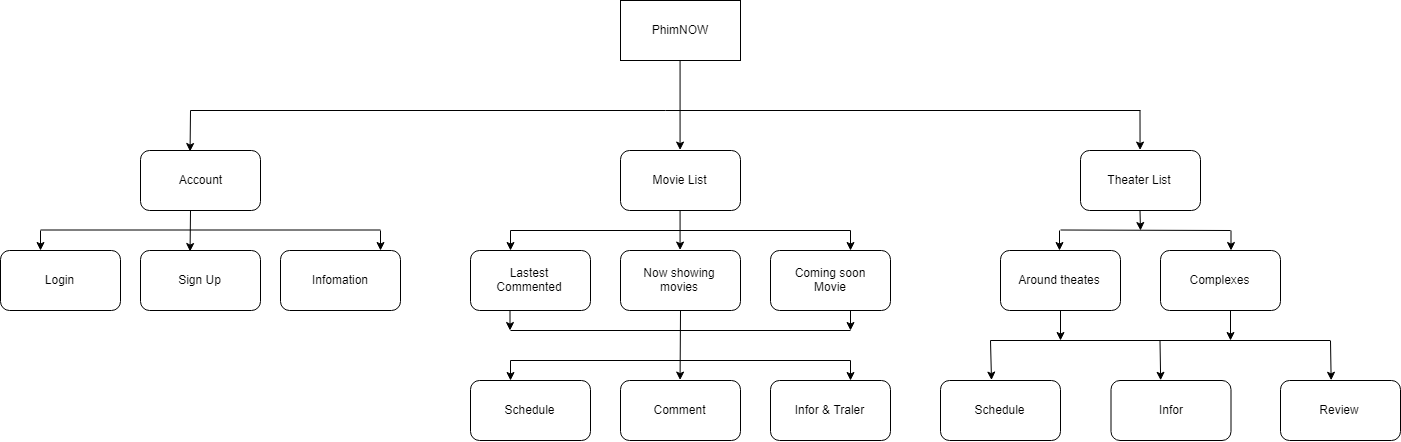 PhimNOW
Account
Movie List
Theater List
Login
Sign Up
Infomation
Lastest
Commented
Now showing
movies
Coming soon
Movie
Around theates
Complexes
Schedule
Comment
Infor & Traler
Schedule
Infor
Review